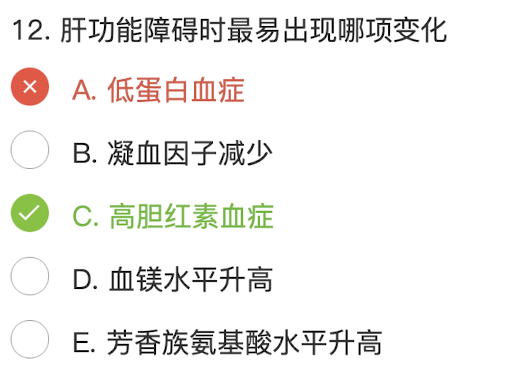 12. 肝功能障碍时最易出现哪项变化
A. 低蛋白血症
B. 凝血因子减少
C. 高胆红素血症
D. 血镁水平升高
E. 芳香族氨基酸水平升高